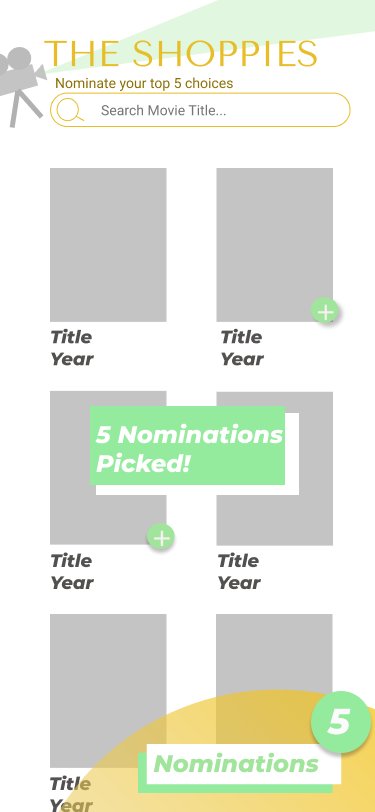 THE SHOPPIES
Nominate your top 5 choices
Search Movie Title...
Title
Year
Title
Year
5 Nominations
Picked!
Title
Year
Title
Year
5
Nominations
Title
Year